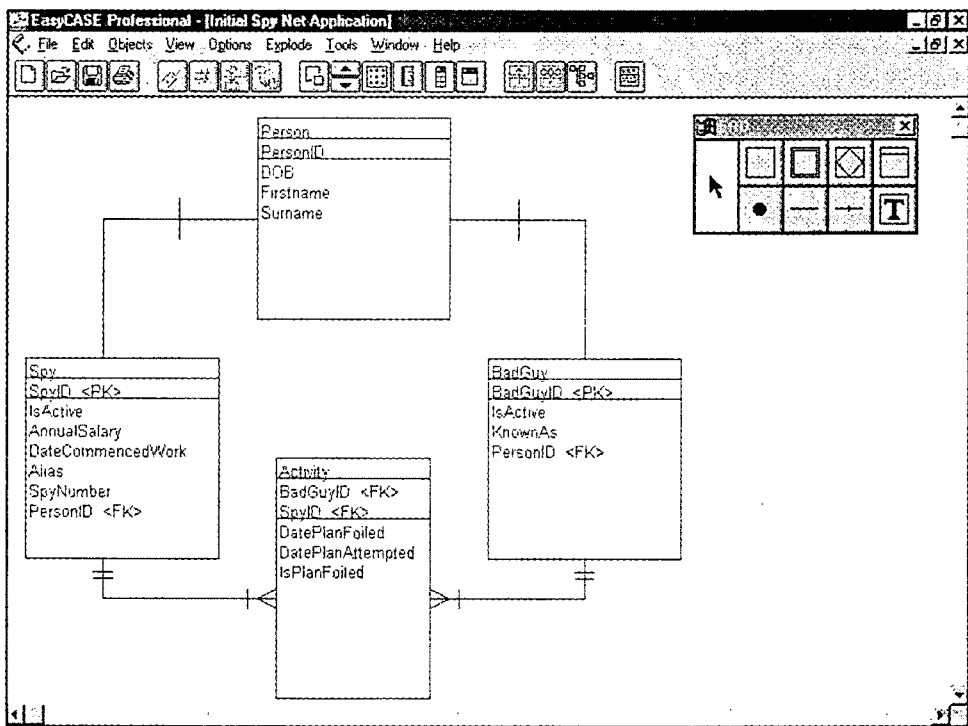 EasyCASE Professional - [Initial Spy Net Application]
File Edit Objects View Options Explode Tools Window Help
Person
PersonID
DOB
Firstname
Surname
T
Spy
SpyID <PK>
IsActive
AnnualSalary
DateCommencedWork
Alias
SpyNumber
PersonID <FK>
BadGuy
BadGuyID <PK>
IsActive
KnownAs
PersonID <FK>
Activity
BadGuyID <FK>
SpyID <FK>
DatePlanFoiled
DatePlanAttempted
IsPlanFoiled